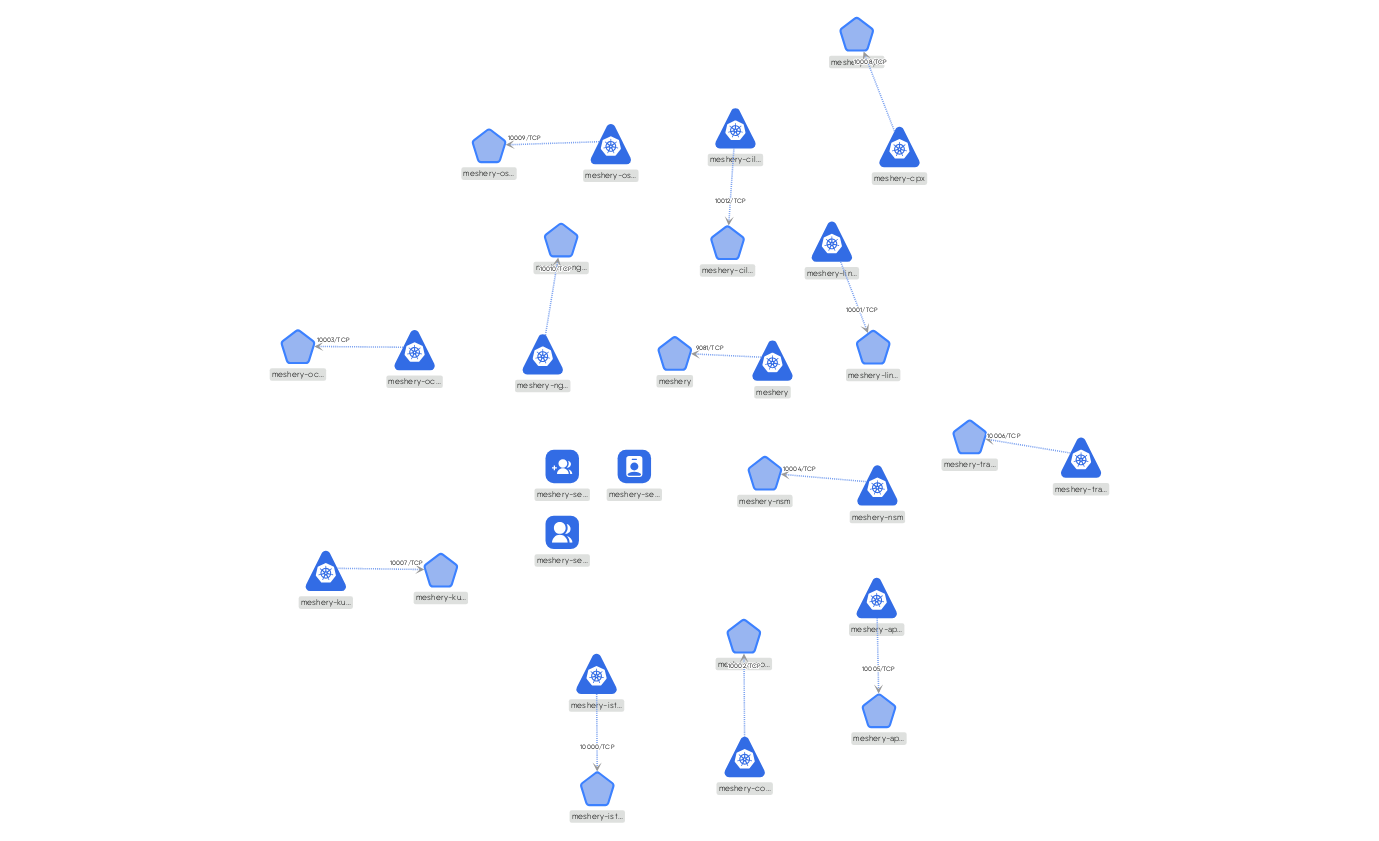 10008/TCP
meshery-cpx
10009/TCP
meshery-os...
meshery-os...
meshery-cil...
10012/TCP
meshery-cil...
meshery-lin...
10001/TCP
meshery-lin...
10010/TCP
meshery-ng...
10003/TCP
meshery-oc...
meshery-oc...
9081/TCP
meshery
meshery
10006/TCP
meshery-tra...
meshery-tra...
meshery-se...
meshery-se...
meshery-se...
10004/TCP
meshery-nsm
meshery-nsm
10007/TCP
meshery-ku...
meshery-ku...
meshery-ap...
10005/TCP
meshery-ap...
10002/TCP
meshery-co...
meshery-ist...
10000/TCP
meshery-ist...